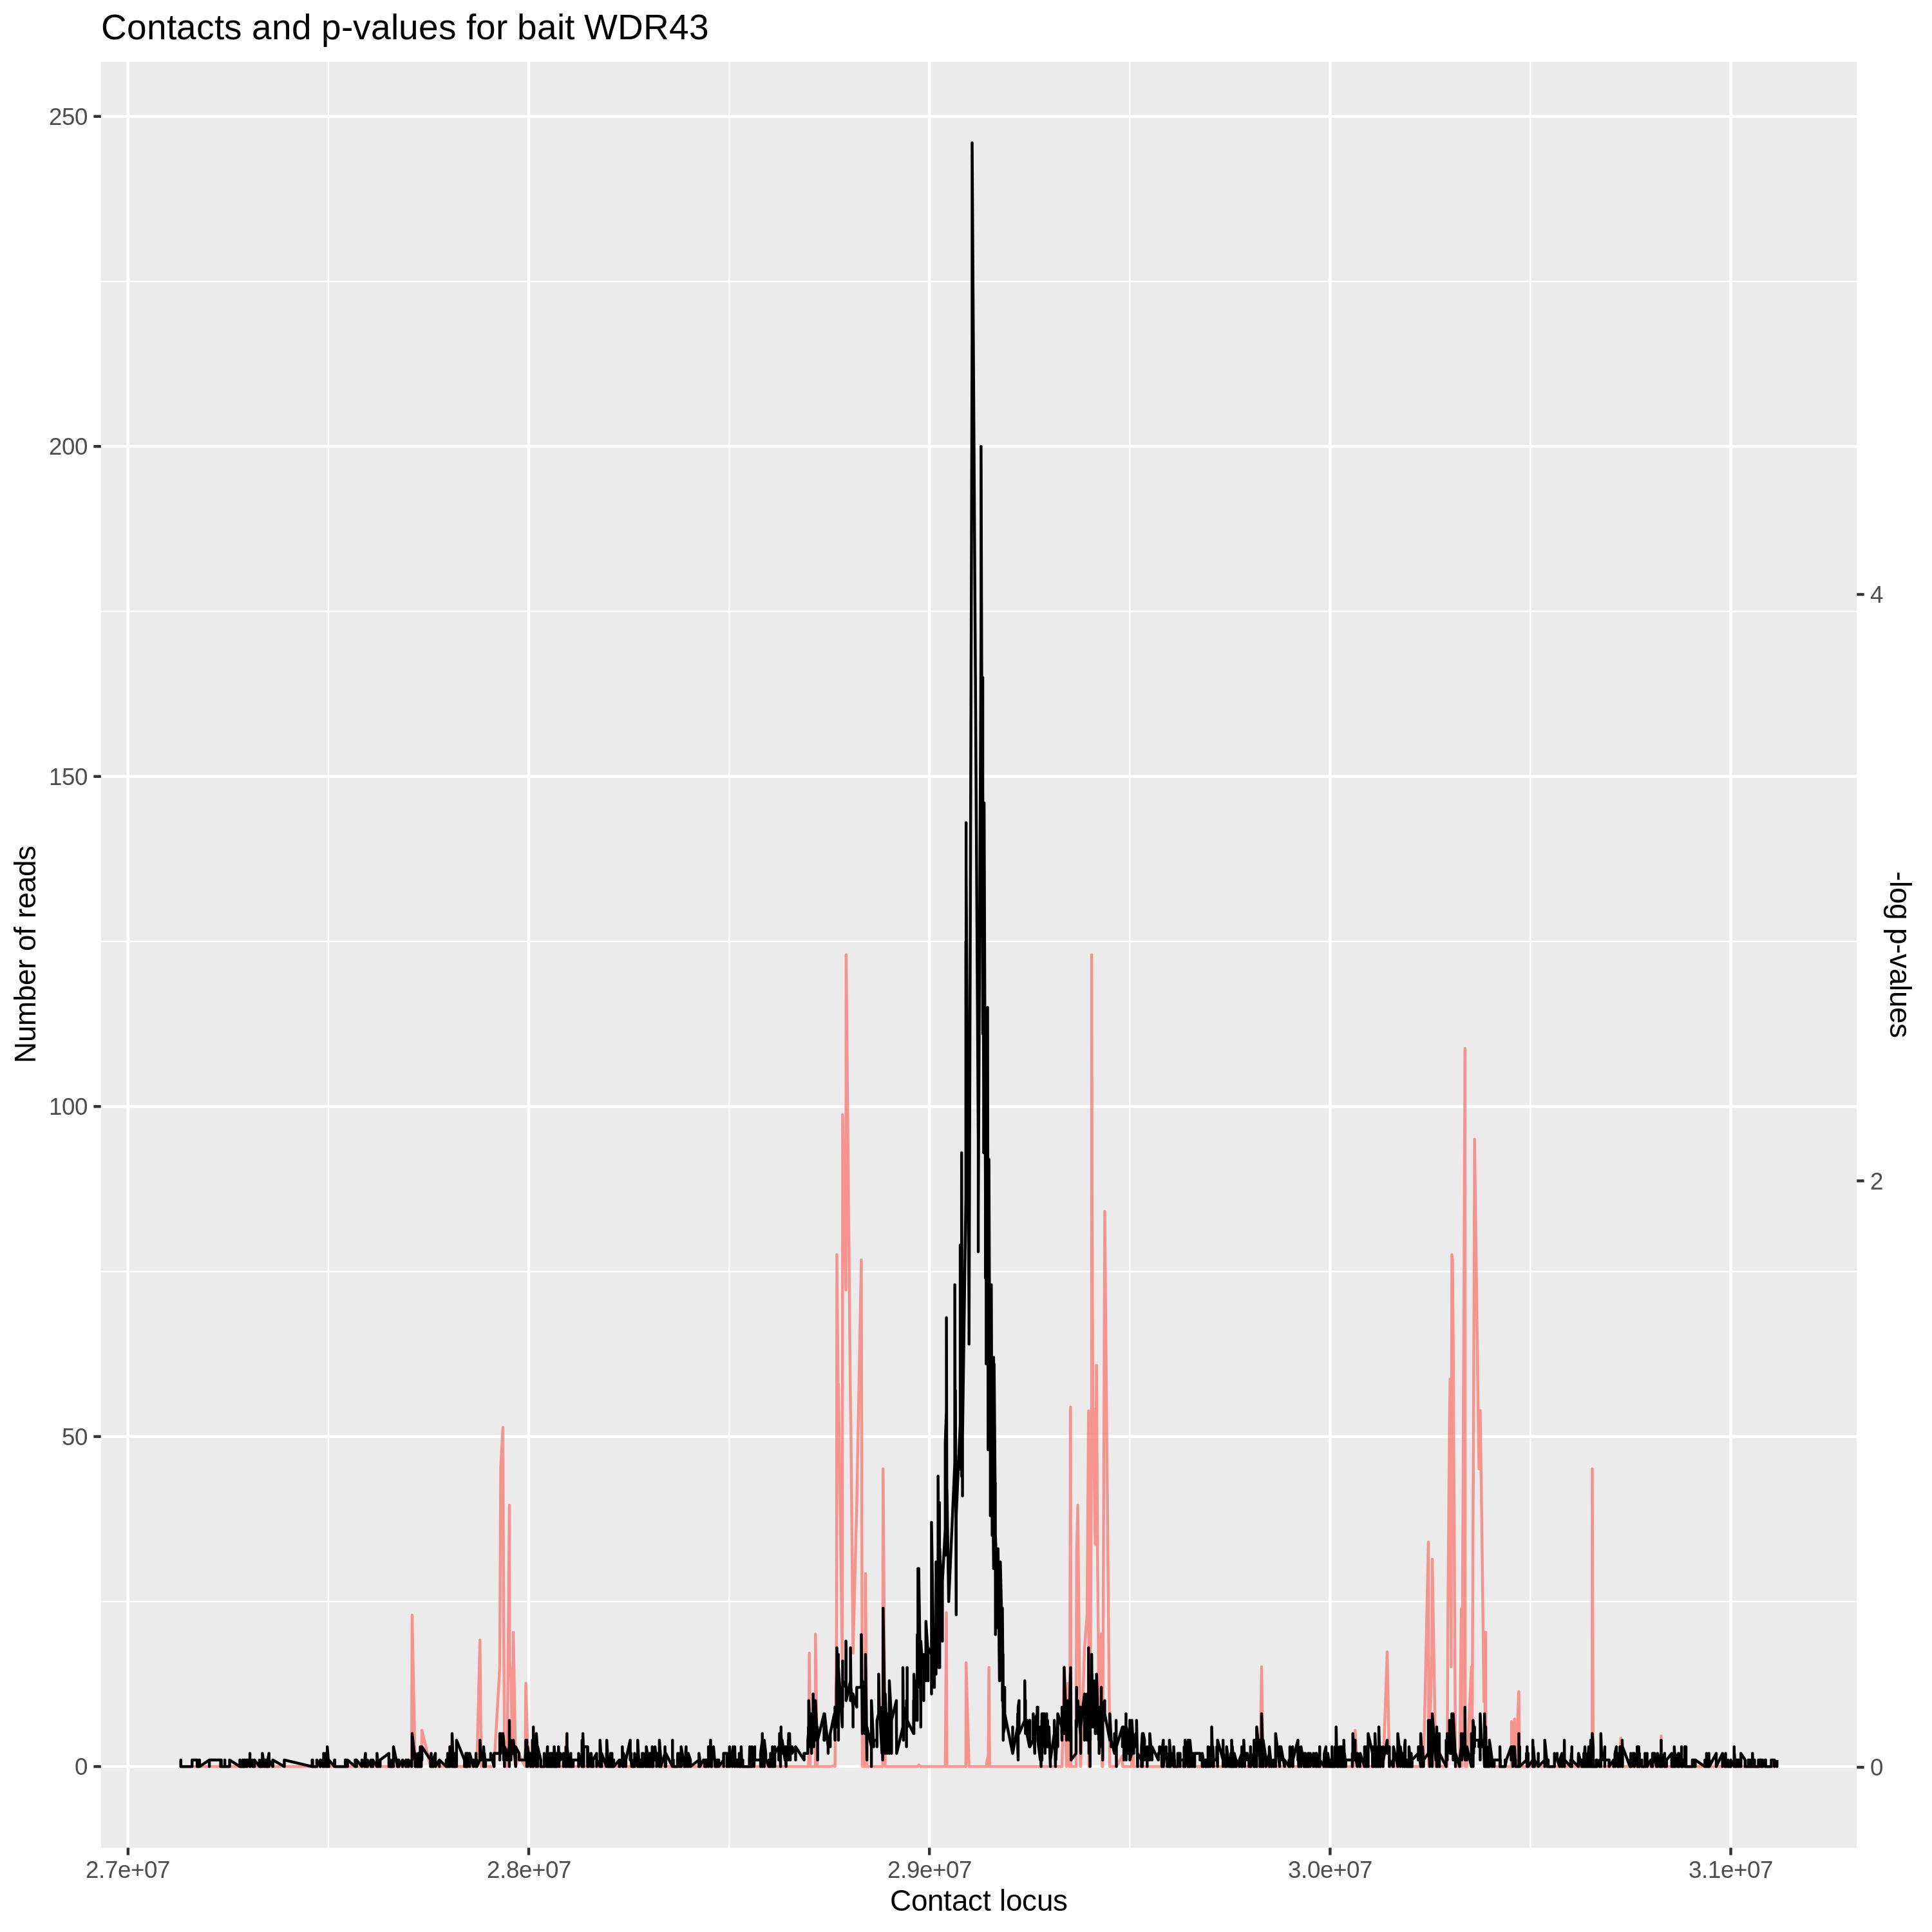 Contacts and p-values for bait WDR43
250
200
150
100
50
0
Number of reads
4
2
0
-log p-values
2.7e+07
2.8e+07
2.9e+07
3.0e+07
3.1e+07
Contact locus